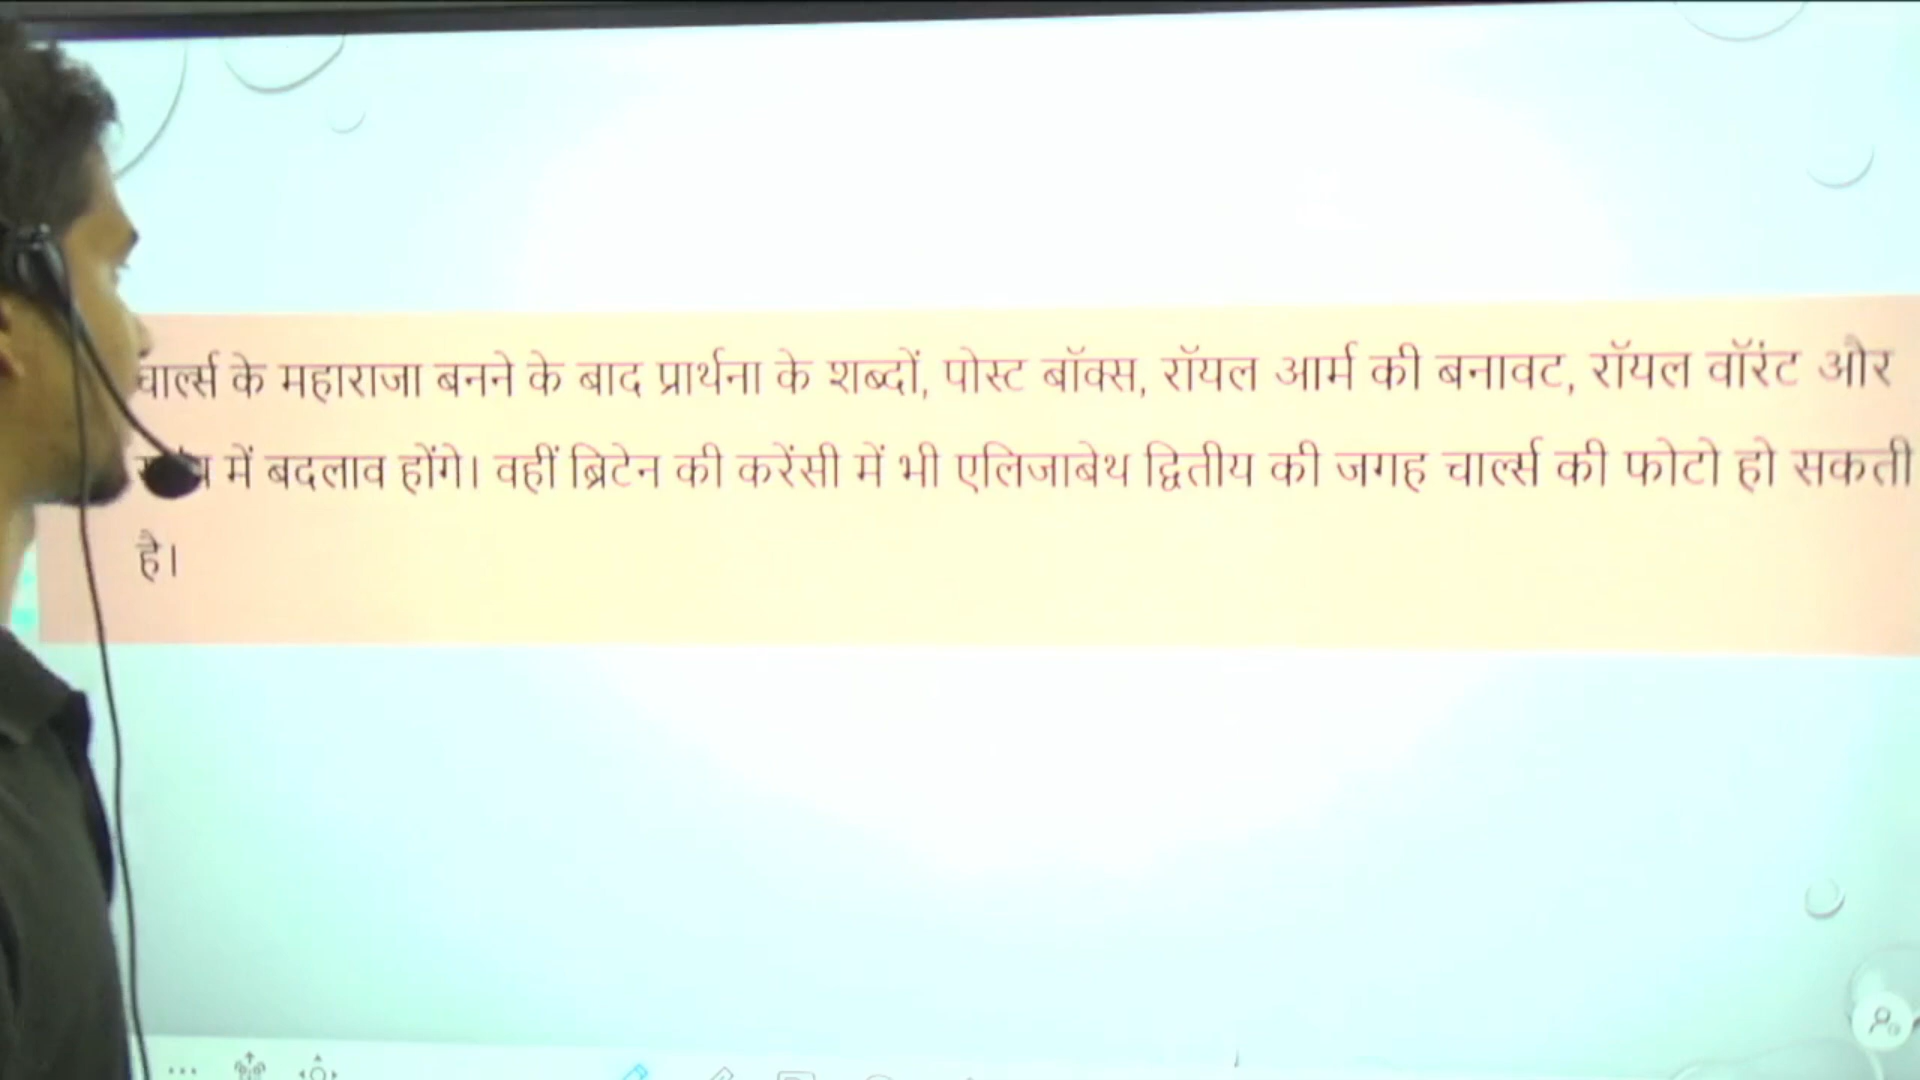 चार्ल्स के महाराजा बनने के बाद प्रार्थना के शब्दों, पोस्ट बॉक्स, रॉयल आर्म की बनावट, रॉयल वॉरंट और
में बदलाव होंगे। वहीं ब्रिटेन की करेंसी में भी एलिजाबेथ द्वितीय की जगह चार्ल्स की फोटो हो सकती
है।